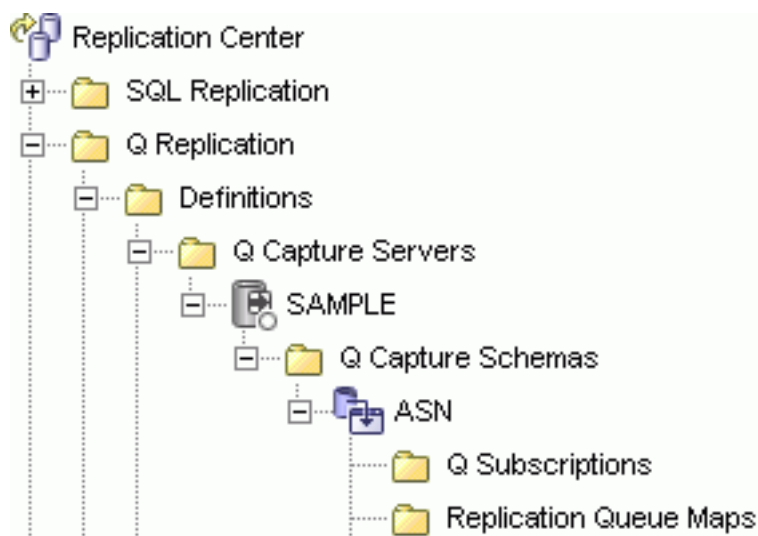 Replication Center
SQL Replication
Q Replication
Definitions
Q Capture Servers
SAMPLE
Q Capture Schemas
ASN
Q Subscriptions
Replication Queue Maps